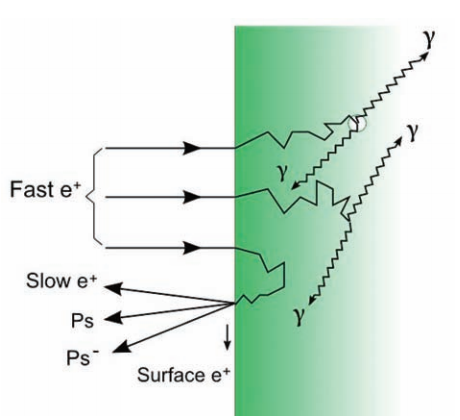 γ
γ
γ
Fast e⁺
Slow e⁺
Ps
γ
Ps⁻
Surface e⁺